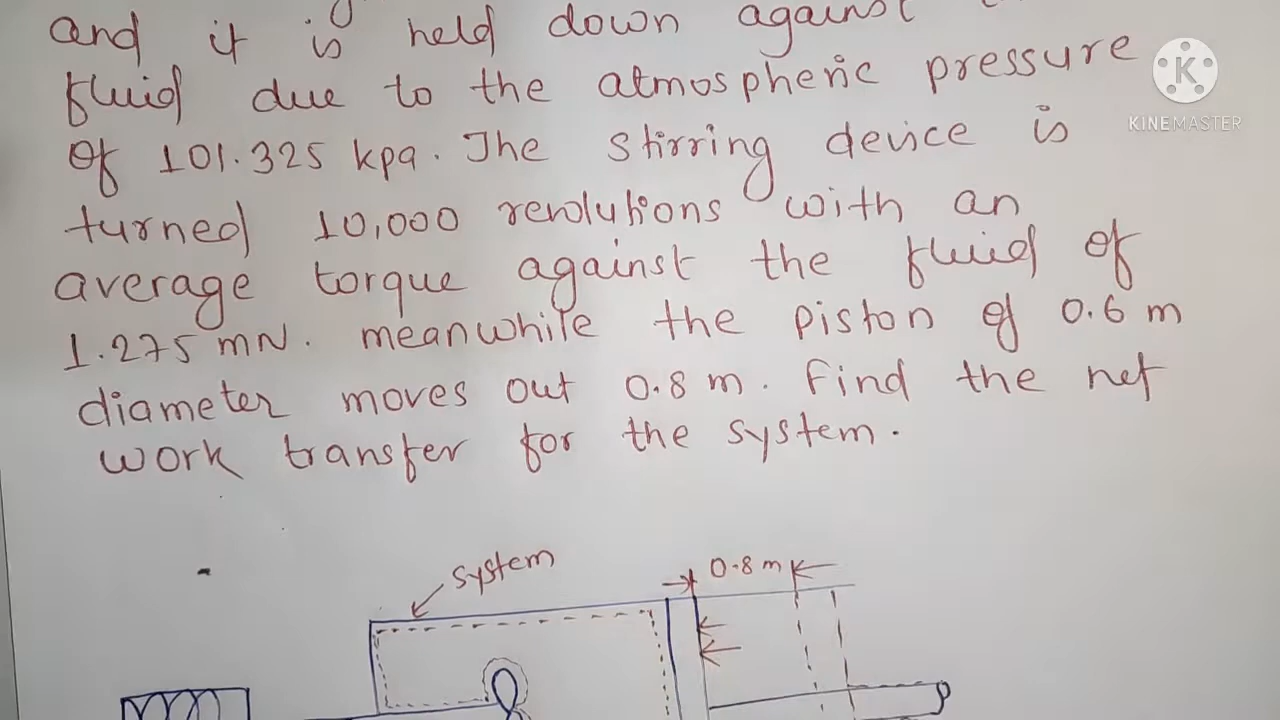 and it is held down against
fluid due to the atmospheric pressure
of 101.325 kpa. The stirring device is
turned 10,000 revolutions with an
average torque against the fluid of
1.275 mN. meanwhile the piston of 0.6 m
diameter moves out 0.8 m. Find the net
work transfer for the system.
system
0.8 m
K
KINEMASTER